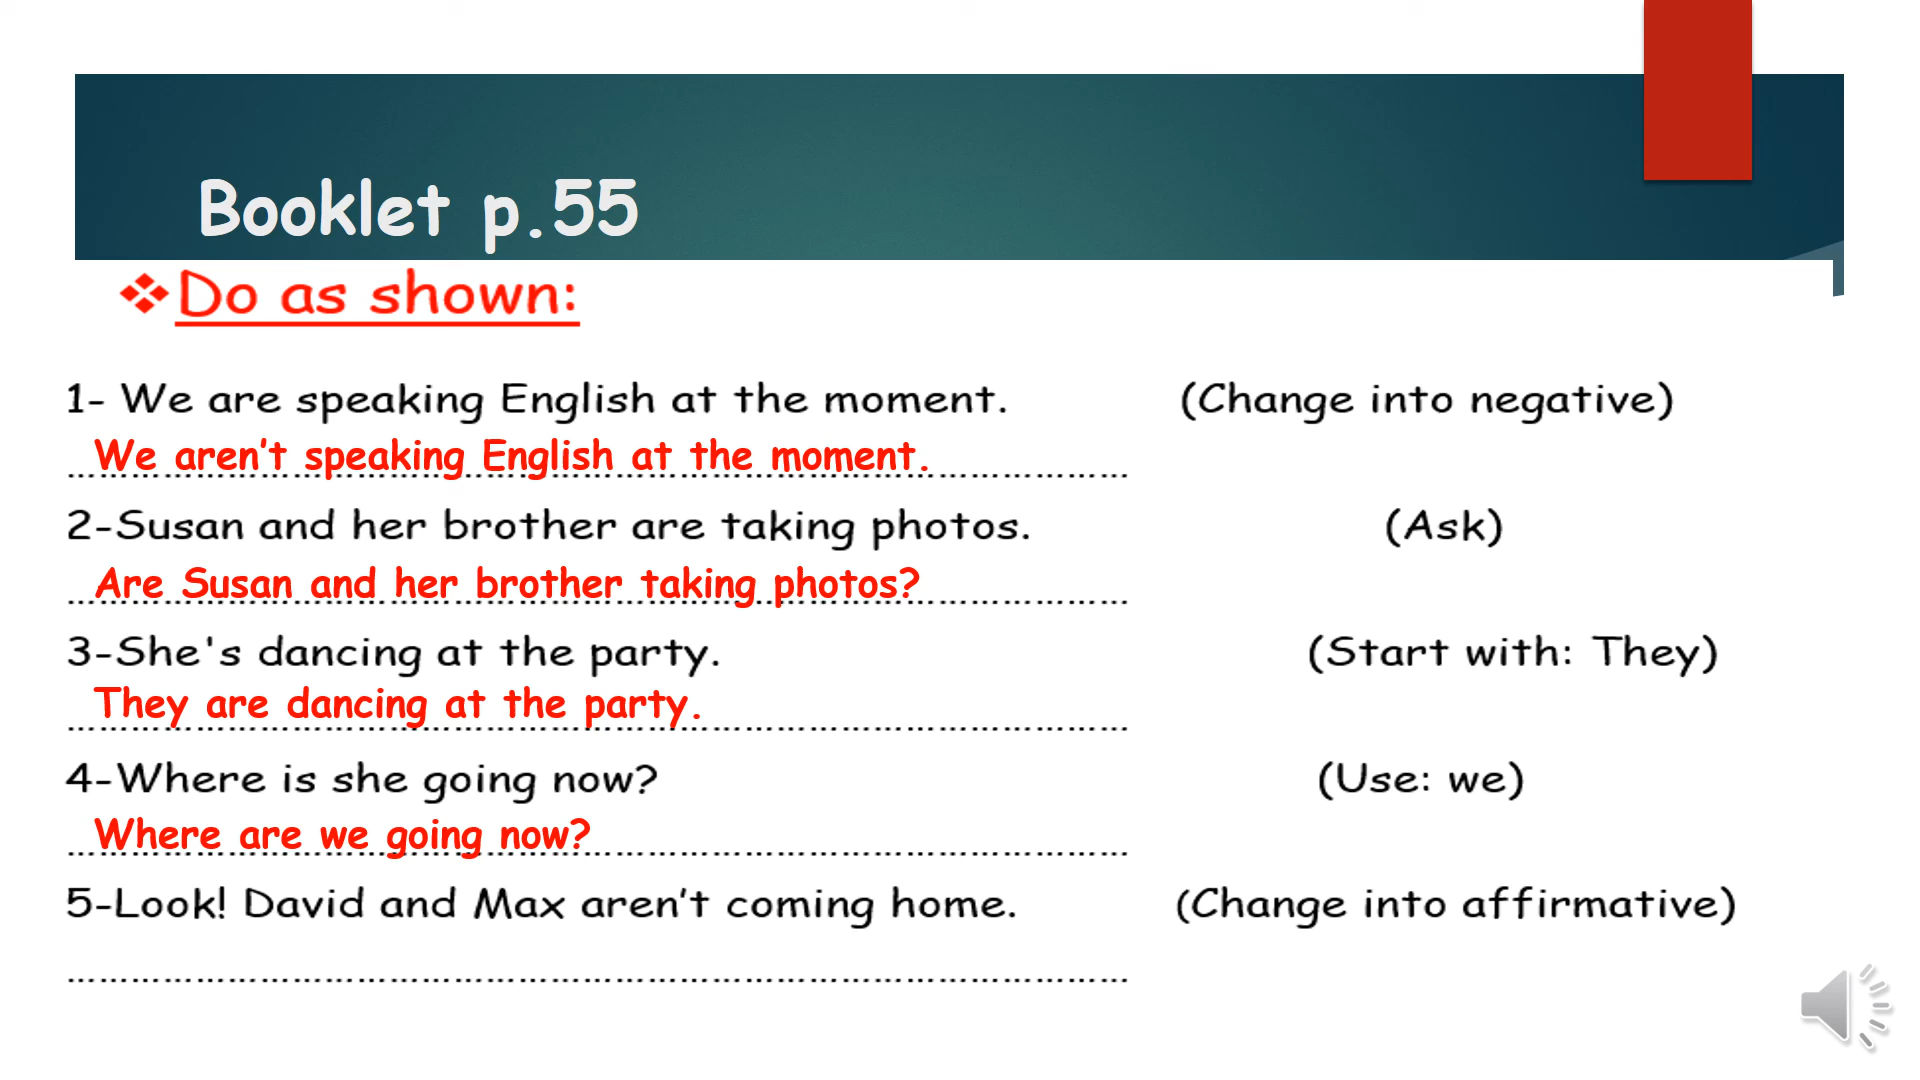 Booklet p.55
❖Do as shown:
1- We are speaking English at the moment. (Change into negative)
We aren't speaking English at the moment.
2-Susan and her brother are taking photos. (Ask)
Are Susan and her brother taking photos?
3-She's dancing at the party. (Start with: They)
They are dancing at the party.
4-Where is she going now? (Use: we)
Where are we going now?
5-Look! David and Max aren't coming home. (Change into affirmative)